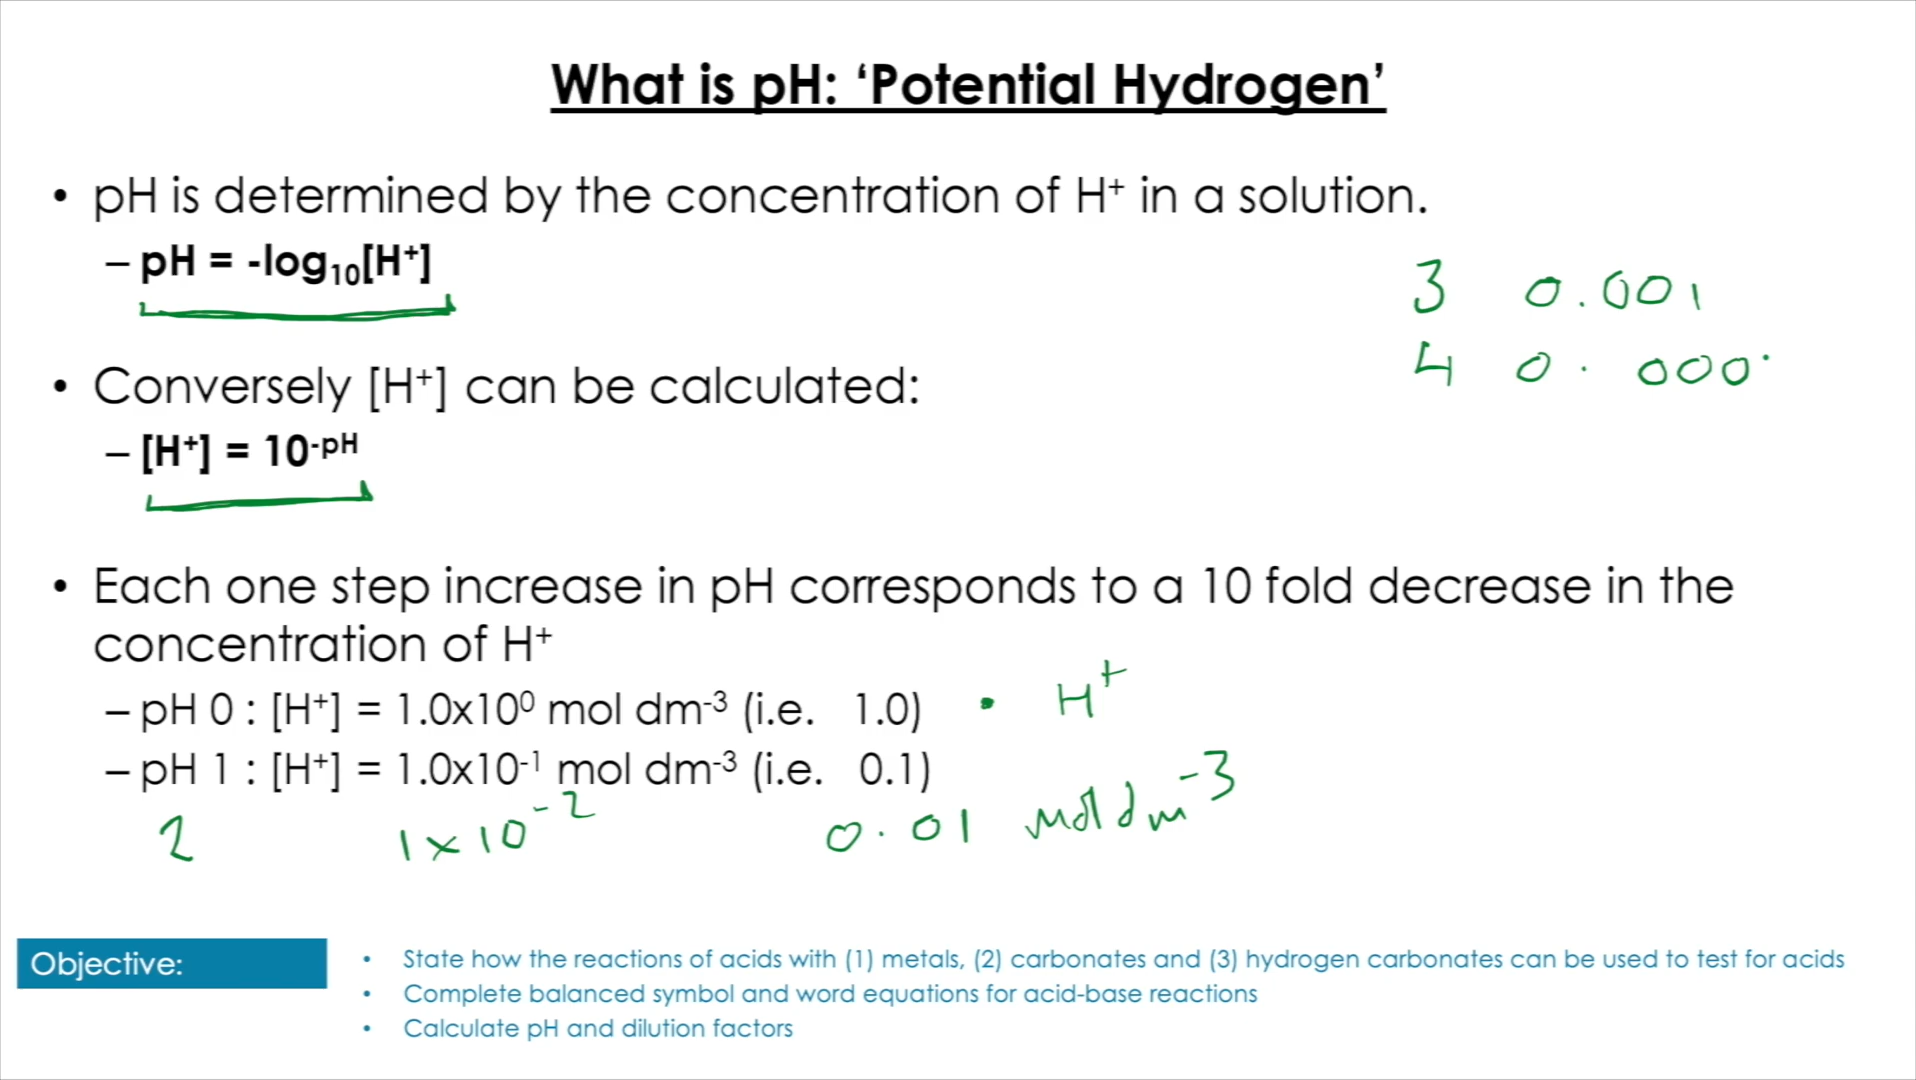 What is pH: ‘Potential Hydrogen’
• pH is determined by the concentration of H⁺ in a solution.
– pH = -log₁₀[H⁺]
3 0.001
4 0.000
• Conversely [H⁺] can be calculated:
– [H⁺] = 10⁻ᵖᴴ
• Each one step increase in pH corresponds to a 10 fold decrease in the
concentration of H⁺
– pH 0 : [H⁺] = 1.0x10⁰ mol dm⁻³ (i.e. 1.0) • H⁺
– pH 1 : [H⁺] = 1.0x10⁻¹ mol dm⁻³ (i.e. 0.1)
2 1x10⁻² 0.01 mol dm⁻³
Objective:
• State how the reactions of acids with (1) metals, (2) carbonates and (3) hydrogen carbonates can be used to test for acids
• Complete balanced symbol and word equations for acid-base reactions
• Calculate pH and dilution factors